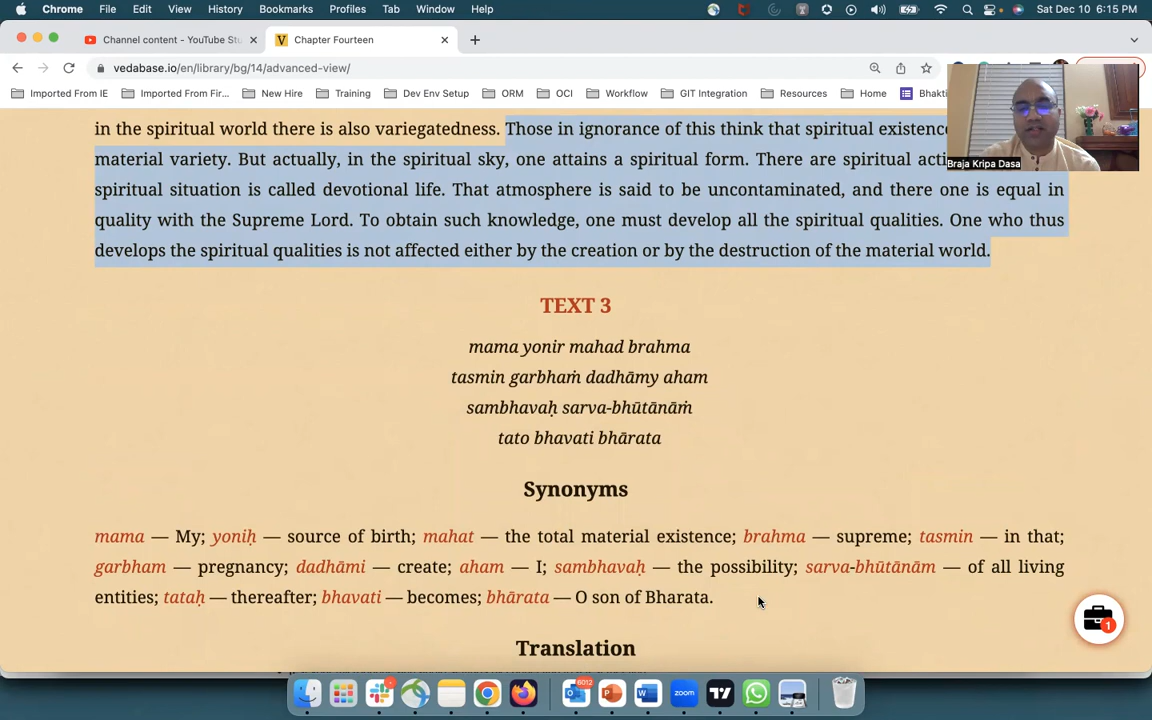 Chrome File Edit View History Bookmarks Profiles Tab Window Help Sat Dec 10 6:15 PM
Channel content - YouTube Stu Chapter Fourteen
vedabase.io/en/library/bg/14/advanced-view/
Imported From IE Imported From Fir... New Hire Training Dev Env Setup ORM OCI Workflow GIT Integration Resources Home Bhakti
in the spiritual world there is also variegatedness. Those in ignorance of this think that spiritual existence
material variety. But actually, in the spiritual sky, one attains a spiritual form. There are spiritual
Braja Kripa Dasa
spiritual situation is called devotional life. That atmosphere is said to be uncontaminated, and there one is equal in
quality with the Supreme Lord. To obtain such knowledge, one must develop all the spiritual qualities. One who thus
develops the spiritual qualities is not affected either by the creation or by the destruction of the material world.
TEXT 3
mama yonir mahad brahma
tasmin garbhaṁ dadhāmy aham
sambhavaḥ sarva-bhūtānāṁ
tato bhavati bhārata
Synonyms
mama — My; yoniḥ — source of birth; mahat — the total material existence; brahma — supreme; tasmin — in that;
garbham — pregnancy; dadhāmi — create; aham — I; sambhavaḥ — the possibility; sarva-bhūtānām — of all living
entities; tataḥ — thereafter; bhavati — becomes; bhārata — O son of Bharata.
1
Translation
6012
zoom